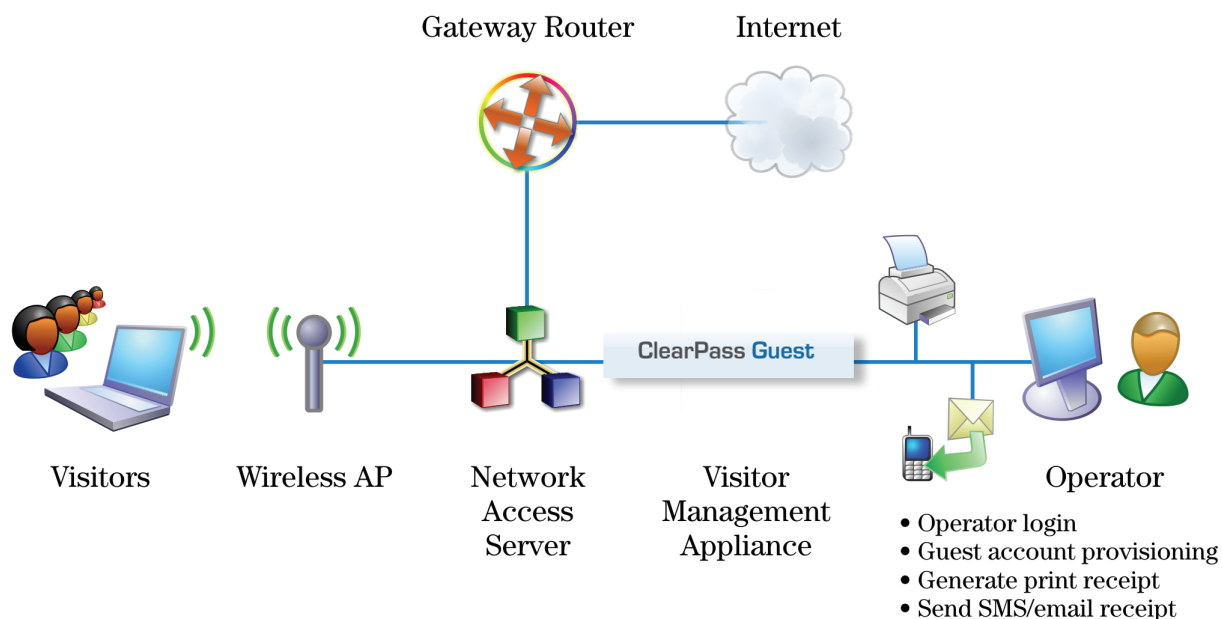 Gateway Router
Internet
ClearPass Guest
Visitors
Wireless AP
Network
Access
Server
Visitor
Management
Appliance
Operator
• Operator login
• Guest account provisioning
• Generate print receipt
• Send SMS/email receipt